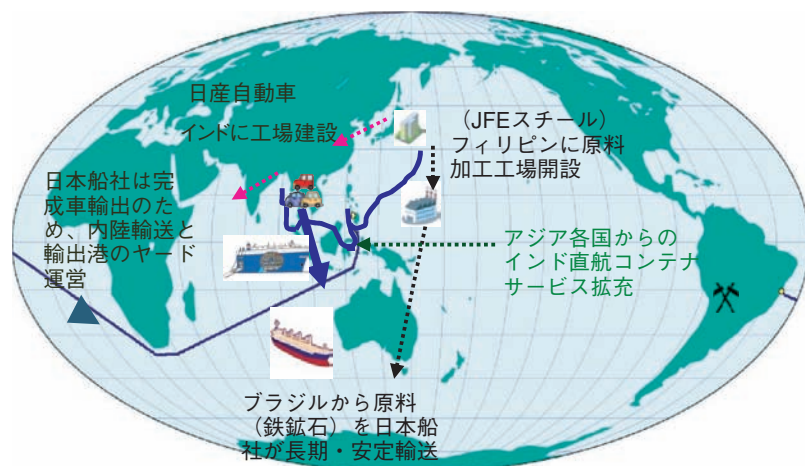 日産自動車
インドに工場建設
（JFEスチール）
フィリピンに原料
加工工場開設
日本船社は完
成車輸出のた
め、内陸輸送と
輸出港のヤード
運営
アジア各国からの
インド直航コンテナ
サービス拡充
ブラジルから原料
（鉄鉱石）を日本船
社が長期・安定輸送